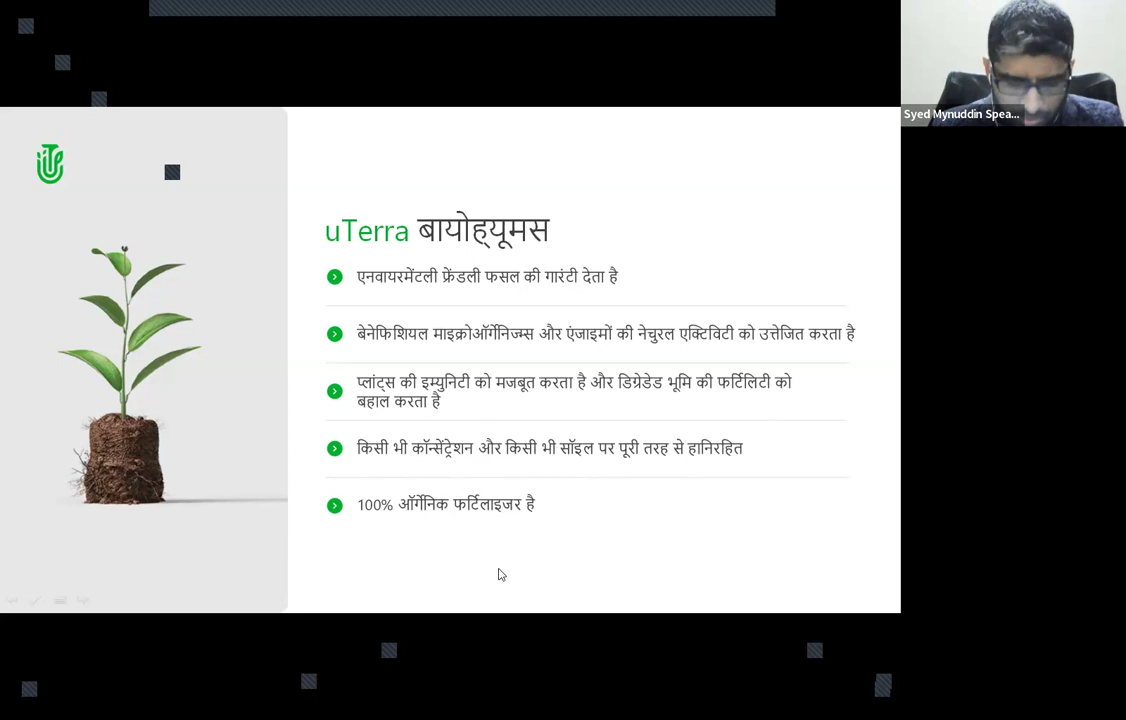 Syed Mynuddin Spea...
uTerra बायोह्यूमस
एनवायरमेंटली फ्रेंडली फसल की गारंटी देता है
बेनेफिशियल माइक्रोऑर्गेनिज्म्स और एंजाइमों की नेचुरल एक्टिविटी को उत्तेजित करता है
प्लांट्स की इम्युनिटी को मजबूत करता है और डिग्रेडेड भूमि की फर्टिलिटी को
बहाल करता है
किसी भी कॉन्सेंट्रेशन और किसी भी सॉइल पर पूरी तरह से हानिरहित
100% ऑर्गेनिक फर्टिलाइजर है